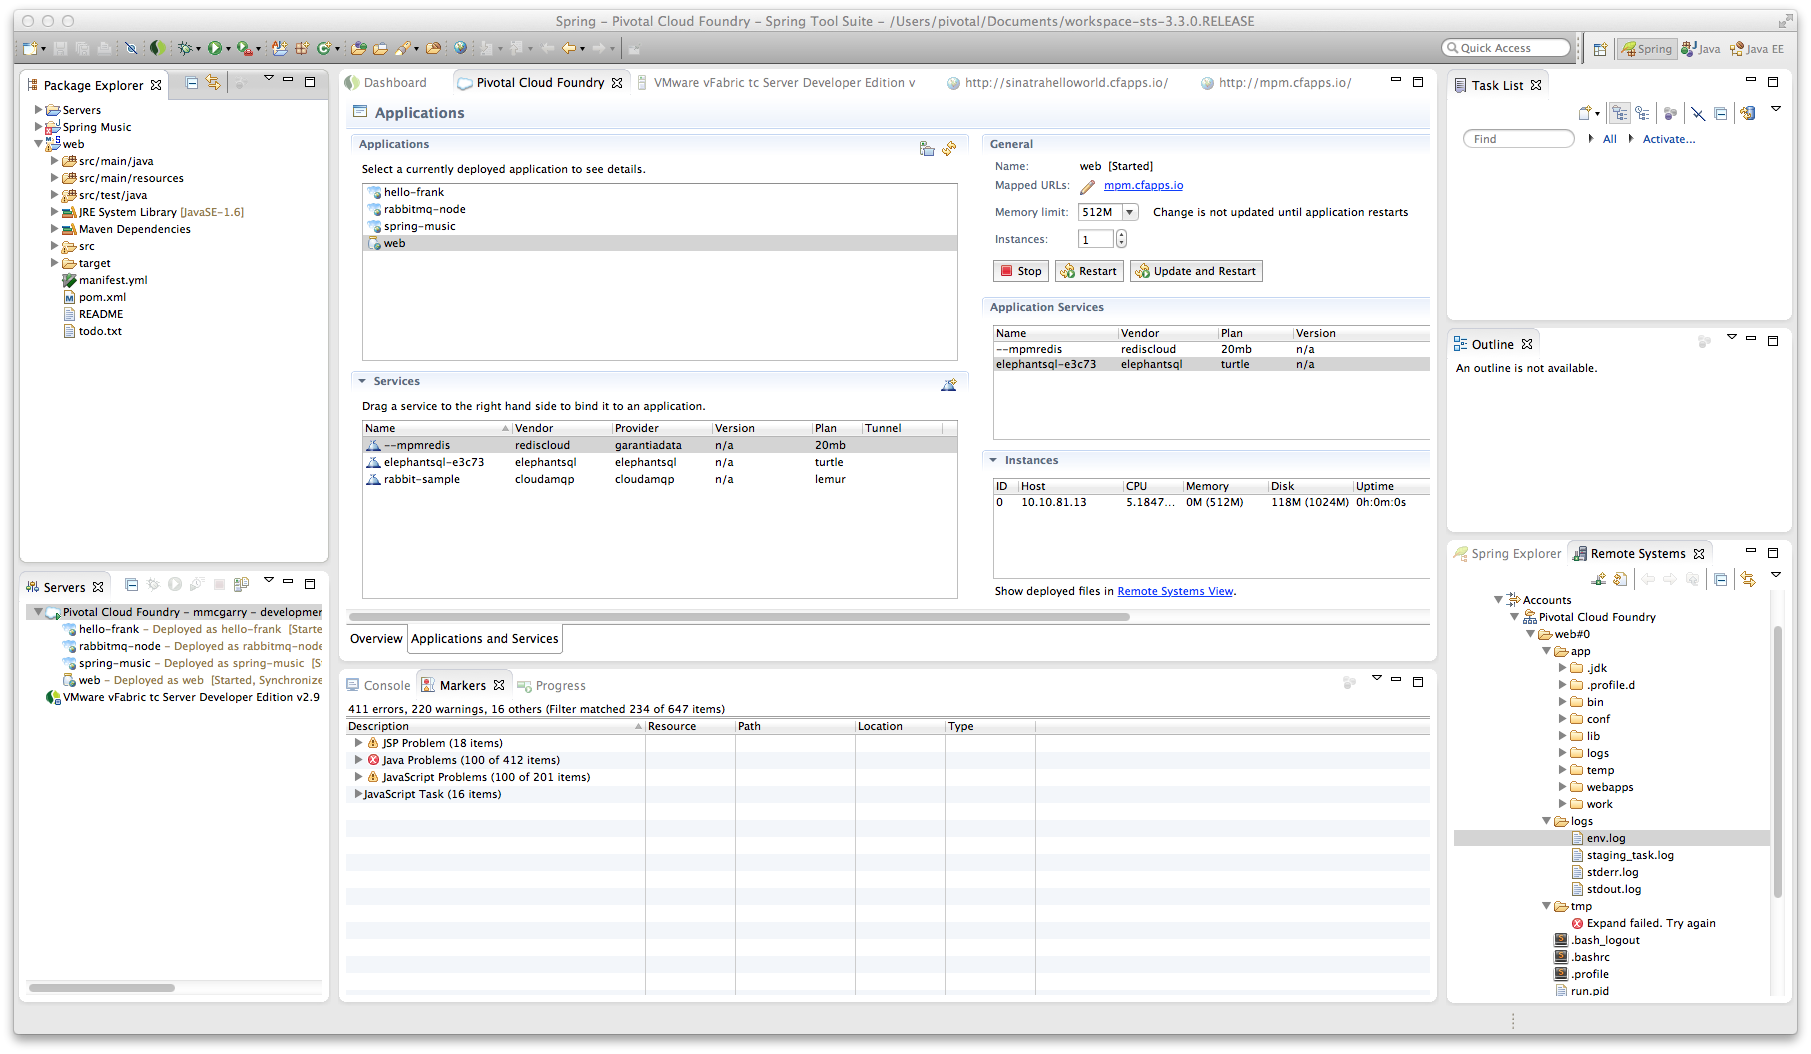 Spring – Pivotal Cloud Foundry – Spring Tool Suite – /Users/pivotal/Documents/workspace-sts-3.3.0.RELEASE
Quick Access
Spring
Java
Java EE
Package Explorer
Servers
Spring Music
web
src/main/java
src/main/resources
src/test/java
JRE System Library [JavaSE-1.6]
Maven Dependencies
src
target
manifest.yml
pom.xml
README
todo.txt
Servers
Pivotal Cloud Foundry – mmcgarry – developmen
hello-frank – Deployed as hello-frank [Starte
rabbitmq-node – Deployed as rabbitmq-node
spring-music – Deployed as spring-music [S
web – Deployed as web [Started, Synchronize
VMware vFabric tc Server Developer Edition v2.9
Dashboard
Pivotal Cloud Foundry
VMware vFabric tc Server Developer Edition v
http://sinatrahelloworld.cfapps.io/
http://mpm.cfapps.io/
Applications
Applications
Select a currently deployed application to see details.
hello-frank
rabbitmq-node
spring-music
web
Services
Drag a service to the right hand side to bind it to an application.
Name Vendor Provider Version Plan Tunnel
--mpmredis rediscloud garantiadata n/a 20mb
elephantsql-e3c73 elephantsql elephantsql n/a turtle
rabbit-sample cloudamqp cloudamqp n/a lemur
General
Name: web [Started]
Mapped URLs: mpm.cfapps.io
Memory limit: 512M Change is not updated until application restarts
Instances: 1
Stop Restart Update and Restart
Application Services
Name Vendor Plan Version
--mpmredis rediscloud 20mb n/a
elephantsql-e3c73 elephantsql turtle n/a
Instances
ID Host CPU Memory Disk Uptime
0 10.10.81.13 5.1847... 0M (512M) 118M (1024M) 0h:0m:0s
Show deployed files in Remote Systems View.
Overview Applications and Services
Console Markers Progress
411 errors, 220 warnings, 16 others (Filter matched 234 of 647 items)
Description Resource Path Location Type
JSP Problem (18 items)
Java Problems (100 of 412 items)
JavaScript Problems (100 of 201 items)
JavaScript Task (16 items)
Task List
Find All Activate...
Outline
An outline is not available.
Spring Explorer Remote Systems
Accounts
Pivotal Cloud Foundry
web#0
app
.jdk
.profile.d
bin
conf
lib
logs
temp
webapps
work
logs
env.log
staging_task.log
stderr.log
stdout.log
tmp
Expand failed. Try again
.bash_logout
.bashrc
.profile
run.pid